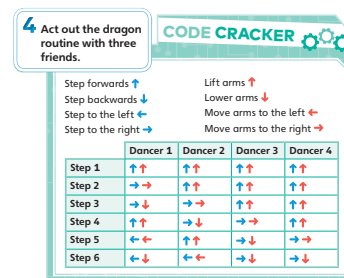 4 Act out the dragon
routine with three
friends.
CODE CRACKER
Step forwards ↑
Step backwards ↓
Step to the left ←
Step to the right →
Lift arms ↑
Lower arms ↓
Move arms to the left ←
Move arms to the right →
Dancer 1 Dancer 2 Dancer 3 Dancer 4
Step 1 ↑↑ ↑↑ ↑↑ ↑↑
Step 2 →→ ↑↑ ↑↑ ↑↑
Step 3 →↓ →→ ↑↑ ↑↑
Step 4 ↑↑ →↓ →→ ↑↑
Step 5 ←← ↑↑ →↓ →→
Step 6 ←↓ ←← →↓ →↓